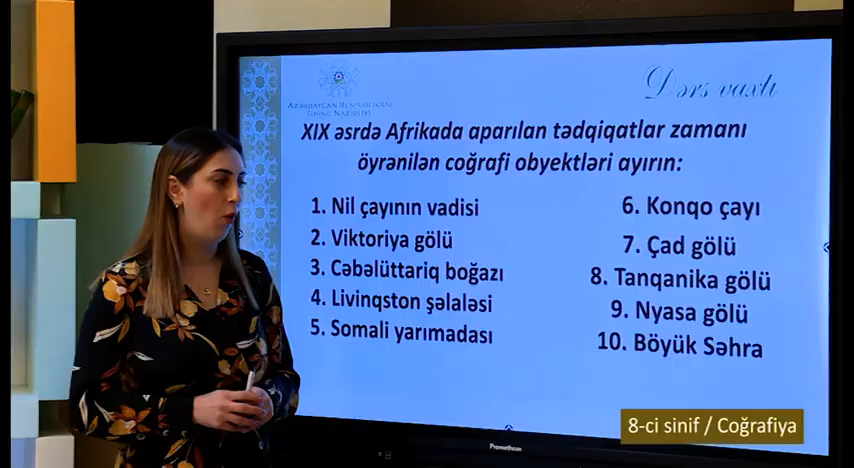 Dərs vaxtı
AZƏRBAYCAN RESPUBLİKASI
TƏHSİL NAZİRLİYİ
XIX əsrdə Afrikada aparılan tədqiqatlar zamanı
öyrənilən coğrafi obyektləri ayırın:
1. Nil çayının vadisi
2. Viktoriya gölü
3. Cəbəlüttariq boğazı
4. Livinqston şəlaləsi
5. Somali yarımadası
6. Konqo çayı
7. Çad gölü
8. Tanqanika gölü
9. Nyasa gölü
10. Böyük Səhra
8-ci sinif / Coğrafiya
Promethean